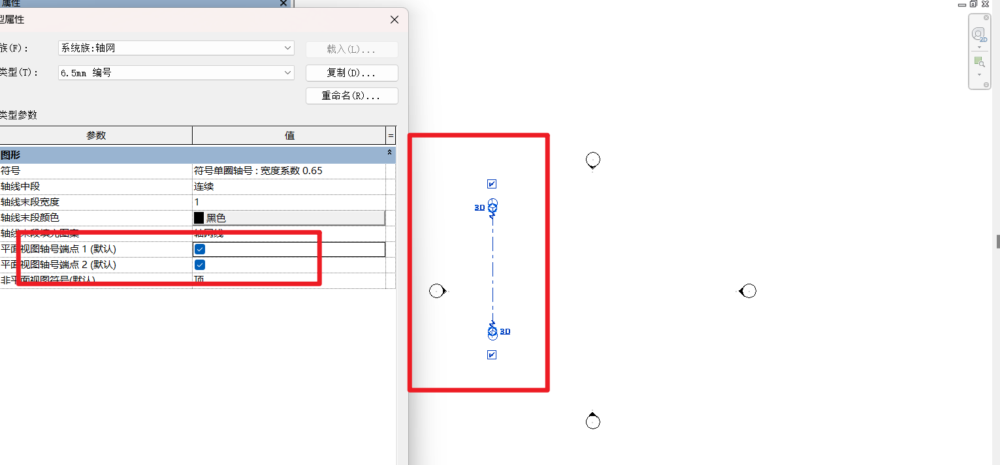 属性
型属性
族(F):
系统族:轴网
载入(L)...
类型(T):
6.5mm 编号
复制(D)...
重命名(R)...
类型参数
参数
值
=
图形
符号
符号单圈轴号 : 宽度系数 0.65
轴线中段
连续
轴线末段宽度
1
轴线末段颜色
黑色
轴线末段填充图案
轴网线
平面视图轴号端点 1 (默认)
平面视图轴号端点 2 (默认)
非平面视图符号(默认)
顶
3D
3D
2D